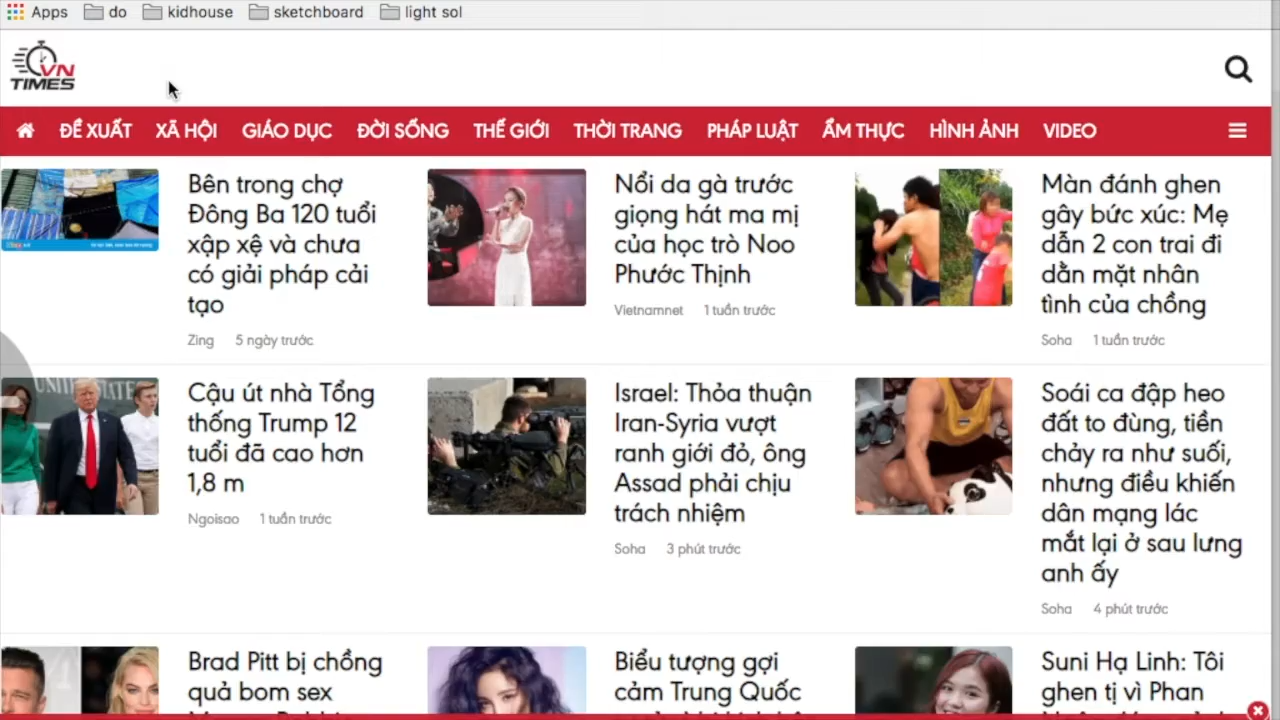 Apps do kidhouse sketchboard light sol
VN
TIMES
ĐỀ XUẤT XÃ HỘI GIÁO DỤC ĐỜI SỐNG THẾ GIỚI THỜI TRANG PHÁP LUẬT ẨM THỰC HÌNH ẢNH VIDEO
Bên trong chợ
Đông Ba 120 tuổi
xập xệ và chưa
có giải pháp cải
tạo
Zing 5 ngày trước
Nổi da gà trước
giọng hát ma mị
của học trò Noo
Phước Thịnh
Vietnamnet 1 tuần trước
Màn đánh ghen
gây bức xúc: Mẹ
dẫn 2 con trai đi
dằn mặt nhân
tình của chồng
Soha 1 tuần trước
UNITED STATES
Cậu út nhà Tổng
thống Trump 12
tuổi đã cao hơn
1,8 m
Ngoisao 1 tuần trước
Israel: Thỏa thuận
Iran-Syria vượt
ranh giới đỏ, ông
Assad phải chịu
trách nhiệm
Soha 3 phút trước
Soái ca đập heo
đất to đùng, tiền
chảy ra như suối,
nhưng điều khiến
dân mạng lác
mắt lại ở sau lưng
anh ấy
Soha 4 phút trước
Brad Pitt bị chồng
quả bom sex
Biểu tượng gợi
cảm Trung Quốc
Suni Hạ Linh: Tôi
ghen tị vì Phan